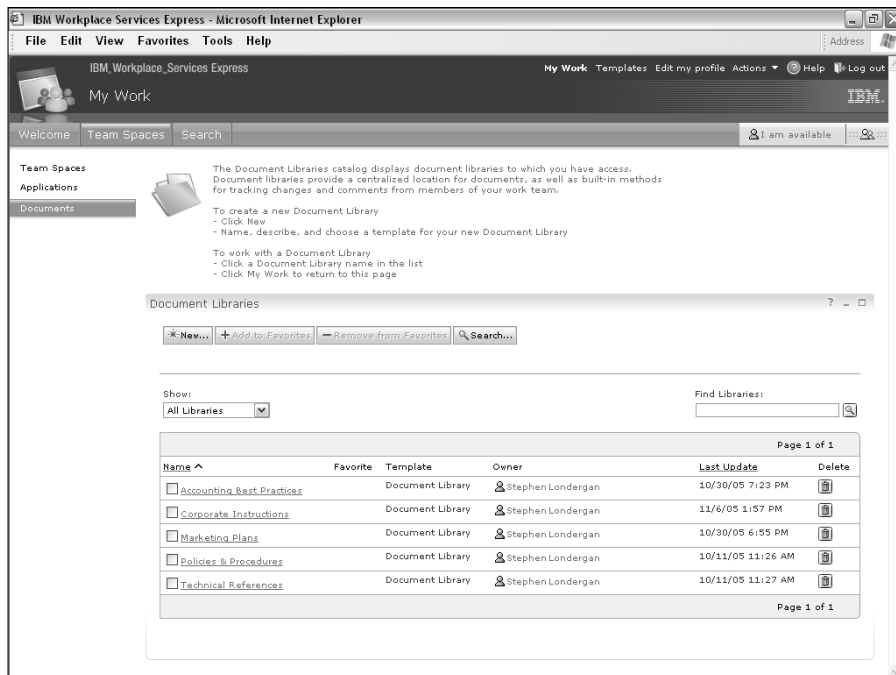 IBM Workplace Services Express - Microsoft Internet Explorer
File Edit View Favorites Tools Help
Address
IBM_Workplace_Services Express
My Work Templates Edit my profile Actions Help Log out
My Work
IBM.
Welcome Team Spaces Search
I am available
Team Spaces
Applications
Documents
The Document Libraries catalog displays document libraries to which you have access.
Document libraries provide a centralized location for documents, as well as built-in methods
for tracking changes and comments from members of your work team.
To create a new Document Library
- Click New
- Name, describe, and choose a template for your new Document Library
To work with a Document Library
- Click a Document Library name in the list
- Click My Work to return to this page
Document Libraries
New... Add to Favorites Remove from Favorites Search...
Show:
Find Libraries:
All Libraries
Page 1 of 1
Name Favorite Template Owner Last Update Delete
Accounting Best Practices Document Library Stephen Londergan 10/30/05 7:23 PM
Corporate Instructions Document Library Stephen Londergan 11/6/05 1:57 PM
Marketing Plans Document Library Stephen Londergan 10/30/05 6:55 PM
Policies & Procedures Document Library Stephen Londergan 10/11/05 11:26 AM
Technical References Document Library Stephen Londergan 10/11/05 11:27 AM
Page 1 of 1